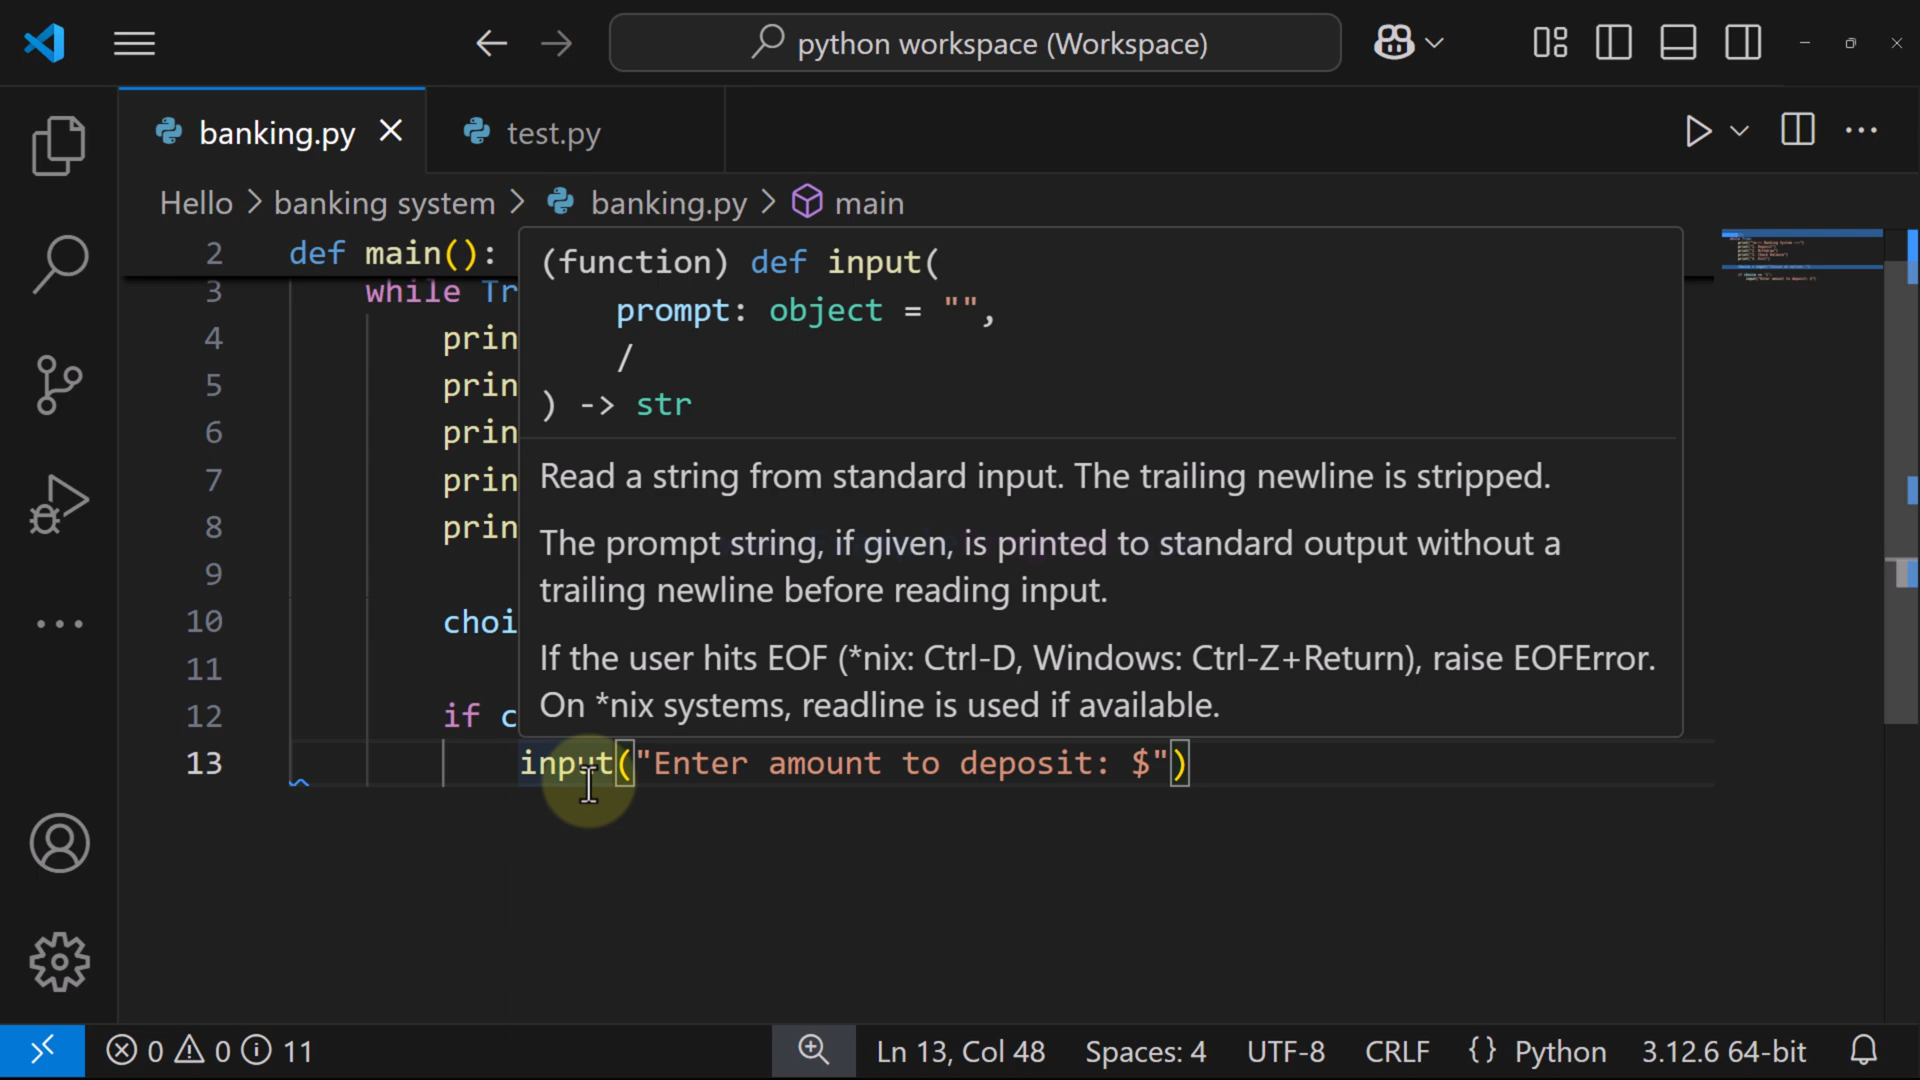 python workspace (Workspace)
banking.py
test.py
Hello > banking system > banking.py > main
2 def main():
3 while Tr
4 prin
5 prin
6 prin
7 prin
8 prin
9
10 choi
11
12 if c
13 input("Enter amount to deposit: $")
(function) def input(
prompt: object = "",
/
) -> str
Read a string from standard input. The trailing newline is stripped.
The prompt string, if given, is printed to standard output without a
trailing newline before reading input.
If the user hits EOF (*nix: Ctrl-D, Windows: Ctrl-Z+Return), raise EOFError.
On *nix systems, readline is used if available.
0 0 11
Ln 13, Col 48
Spaces: 4
UTF-8
CRLF
{} Python
3.12.6 64-bit